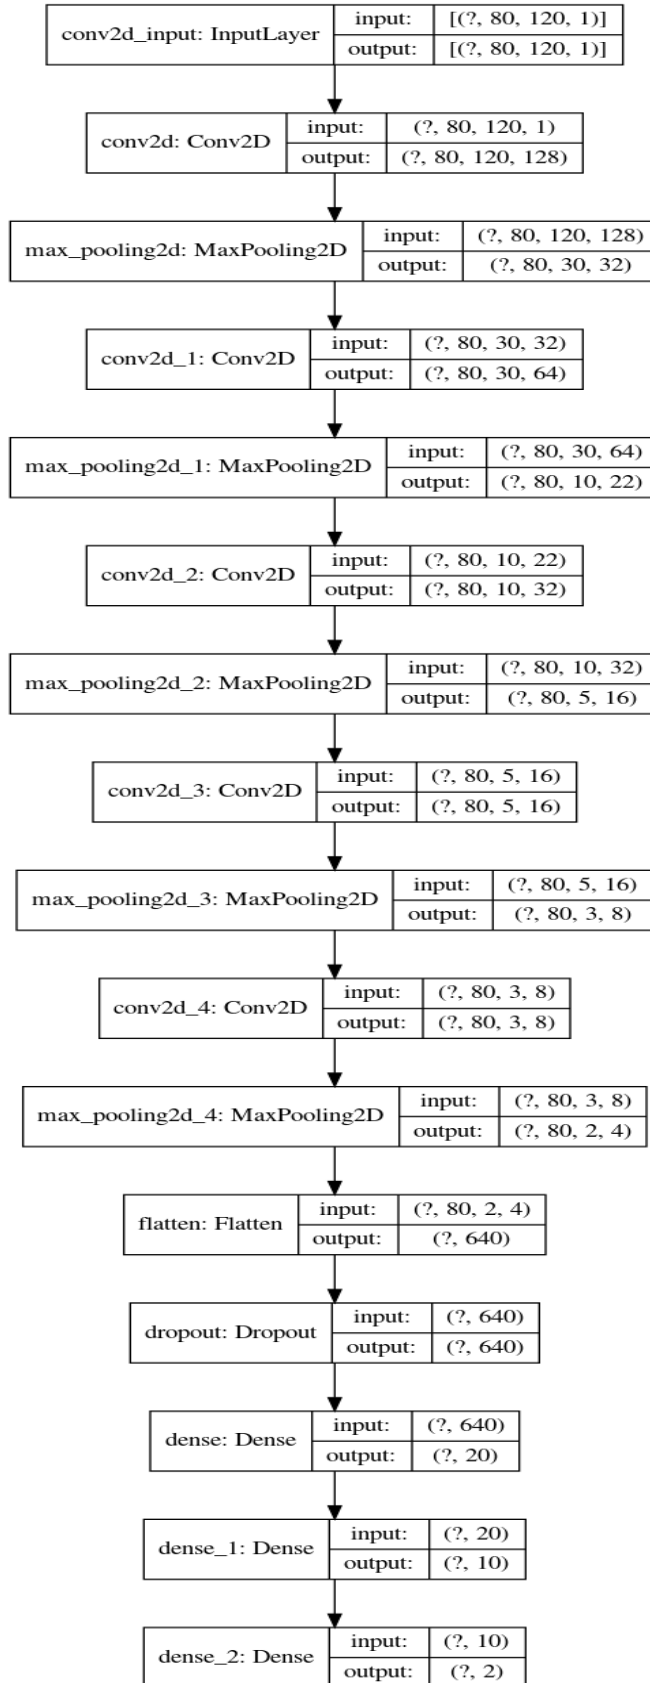 conv2d_input: InputLayer
input: [(?, 80, 120, 1)]
output: [(?, 80, 120, 1)]
conv2d: Conv2D
input: (?, 80, 120, 1)
output: (?, 80, 120, 128)
max_pooling2d: MaxPooling2D
input: (?, 80, 120, 128)
output: (?, 80, 30, 32)
conv2d_1: Conv2D
input: (?, 80, 30, 32)
output: (?, 80, 30, 64)
max_pooling2d_1: MaxPooling2D
input: (?, 80, 30, 64)
output: (?, 80, 10, 22)
conv2d_2: Conv2D
input: (?, 80, 10, 22)
output: (?, 80, 10, 32)
max_pooling2d_2: MaxPooling2D
input: (?, 80, 10, 32)
output: (?, 80, 5, 16)
conv2d_3: Conv2D
input: (?, 80, 5, 16)
output: (?, 80, 5, 16)
max_pooling2d_3: MaxPooling2D
input: (?, 80, 5, 16)
output: (?, 80, 3, 8)
conv2d_4: Conv2D
input: (?, 80, 3, 8)
output: (?, 80, 3, 8)
max_pooling2d_4: MaxPooling2D
input: (?, 80, 3, 8)
output: (?, 80, 2, 4)
flatten: Flatten
input: (?, 80, 2, 4)
output: (?, 640)
dropout: Dropout
input: (?, 640)
output: (?, 640)
dense: Dense
input: (?, 640)
output: (?, 20)
dense_1: Dense
input: (?, 20)
output: (?, 10)
dense_2: Dense
input: (?, 10)
output: (?, 2)